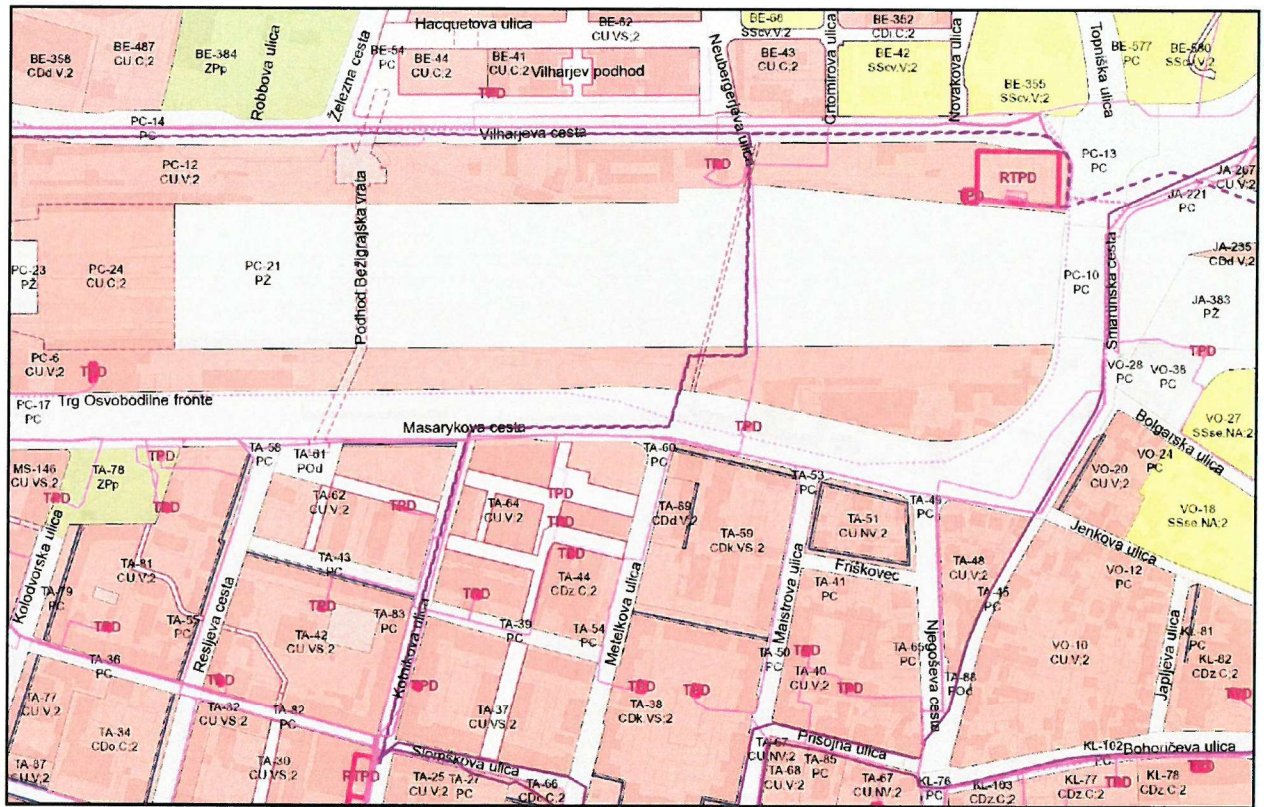 Hacquetova ulica
BE-62
CU.VS;2
BE-68
SScv.V;2
BE-352
CDi.C;2
BE-358
CDd.V;2
BE-487
CU.C;2
BE-384
ZPp
Robbova ulica
Železna cesta
BE-54
PC
BE-44
CU.C;2
BE-41
CU.C;2
Vilharjev podhod
TPD
Neubergerjeva ulica
BE-43
CU.C;2
Črtomirova ulica
BE-42
SScv.V;2
Novakova ulica
BE-355
SScv.V;2
Topniška ulica
BE-577
PC
BE-580
SScv.V;2
PC-14
PC
Vilharjeva cesta
PC-12
CU.V;2
TPD
TPD
RTPD
PC-13
PC
JA-267
CU.V;2
JA-221
PC
PC-23
PŽ
PC-24
CU.C;2
PC-21
PŽ
Podhod Bežigrajska vrata
PC-10
PC
Šmartinska cesta
JA-235
CDd.V;2
JA-383
PŽ
PC-6
CU.V;2
TPD
TPD
VO-28
PC
VO-38
PC
PC-17
PC
Trg Osvobodilne fronte
Masarykova cesta
TPD
VO-27
SSse.NA;2
Bolgarska ulica
MS-146
CU.VS;2
TA-78
ZPp
TPD
TPD
TPD
TA-58
PC
TA-61
POd
TA-60
PC
TA-53
PC
VO-20
CU.V;2
VO-24
PC
VO-18
SSse.NA;2
TA-62
CU.V;2
TPD
TA-64
CU.V;2
TPD
TPD
TPD
TA-89
CDd.V;2
TA-59
CDk.VS;2
TA-51
CU.NV;2
TA-49
PC
Jenkova ulica
Kolodvorska ulica
TA-79
PC
TA-81
CU.V;2
TA-55
PC
Resljeva cesta
TA-43
PC
TPD
TA-42
CU.VS;2
TA-83
PC
Kotnikova ulica
TPD
TA-44
CDz.C;2
TA-39
PC
TA-54
PC
Metelkova ulica
Maistrova ulica
Friškovec
TA-41
PC
TA-48
CU.V;2
TA-45
PC
VO-12
PC
TPD
TA-36
PC
TPD
TA-50
PC
TPD
TA-40
CU.V;2
TPD
TA-65
PC
Njegoševa cesta
TA-88
POd
VO-10
CU.V;2
Japljeva ulica
KL-81
PC
KL-82
CDz.C;2
TPD
TA-77
CU.V;2
TA-34
CDo.C;2
TA-32
CU.VS;2
TA-82
PC
TPD
TA-37
CU.VS;2
TPD
TPD
TA-38
CDk.VS;2
TA-87
CU.V;2
TA-30
CU.VS;2
RTPD
Slomškova ulica
TA-25
CU.V;2
TA-27
PC
TA-66
CDc.C;2
TA-67
CU.NV;2
TA-68
CU.V;2
Prisojna ulica
TA-85
PC
TA-67
CU.NV;2
KL-76
PC
KL-102
PC
Bohoričeva ulica
KL-103
CDz.C;2
KL-77
CDz.C;2
TPD
KL-78
CDz.C;2
TPD